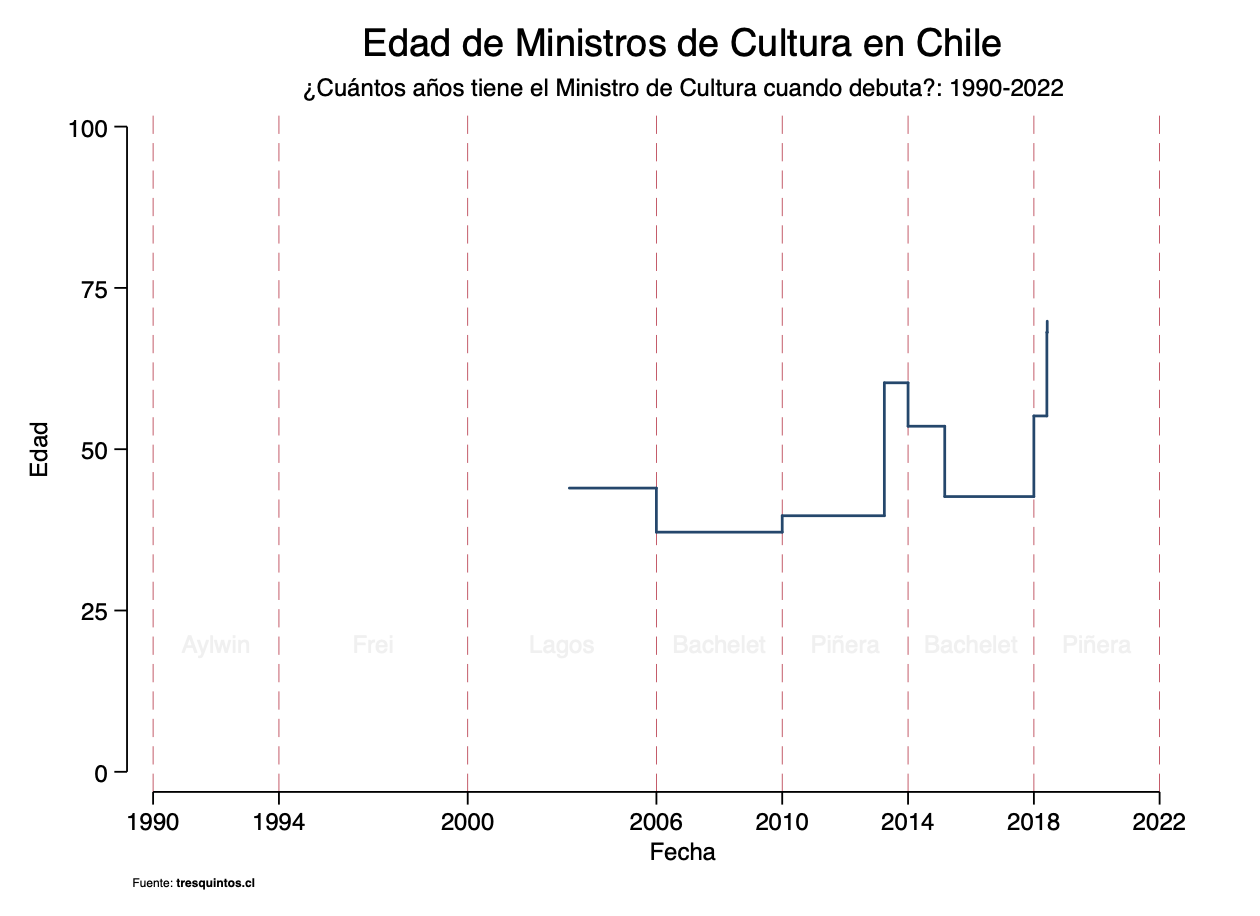 Edad de Ministros de Cultura en Chile
¿Cuántos años tiene el Ministro de Cultura cuando debuta?: 1990-2022
100
75
50
25
0
Edad
Aylwin Frei Lagos Bachelet Piñera Bachelet Piñera
1990 1994 2000 2006 2010 2014 2018 2022
Fecha
Fuente: tresquintos.cl